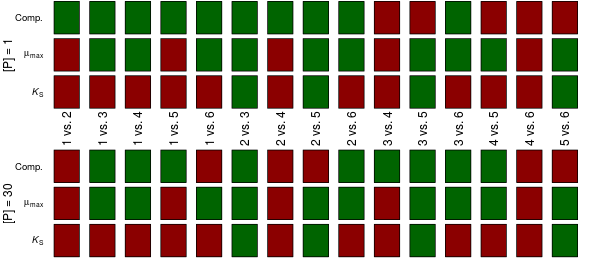 [P] = 1
Comp.
μmax
KS
1 vs. 2
1 vs. 3
1 vs. 4
1 vs. 5
1 vs. 6
2 vs. 3
2 vs. 4
2 vs. 5
2 vs. 6
3 vs. 4
3 vs. 5
3 vs. 6
4 vs. 5
4 vs. 6
5 vs. 6
[P] = 30
Comp.
μmax
KS